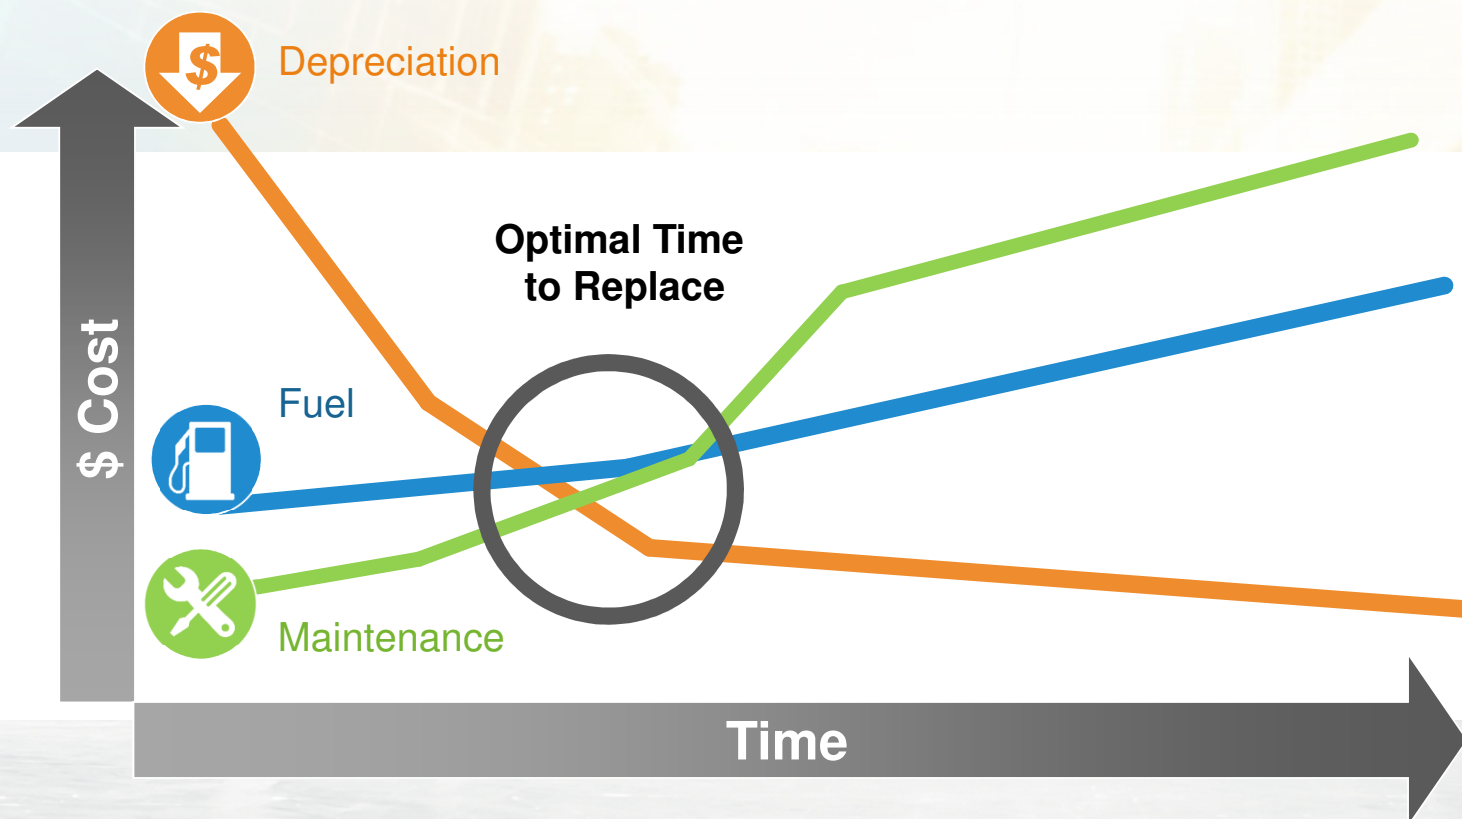 $
Depreciation
Optimal Time
to Replace
$ Cost
Fuel
Maintenance
Time